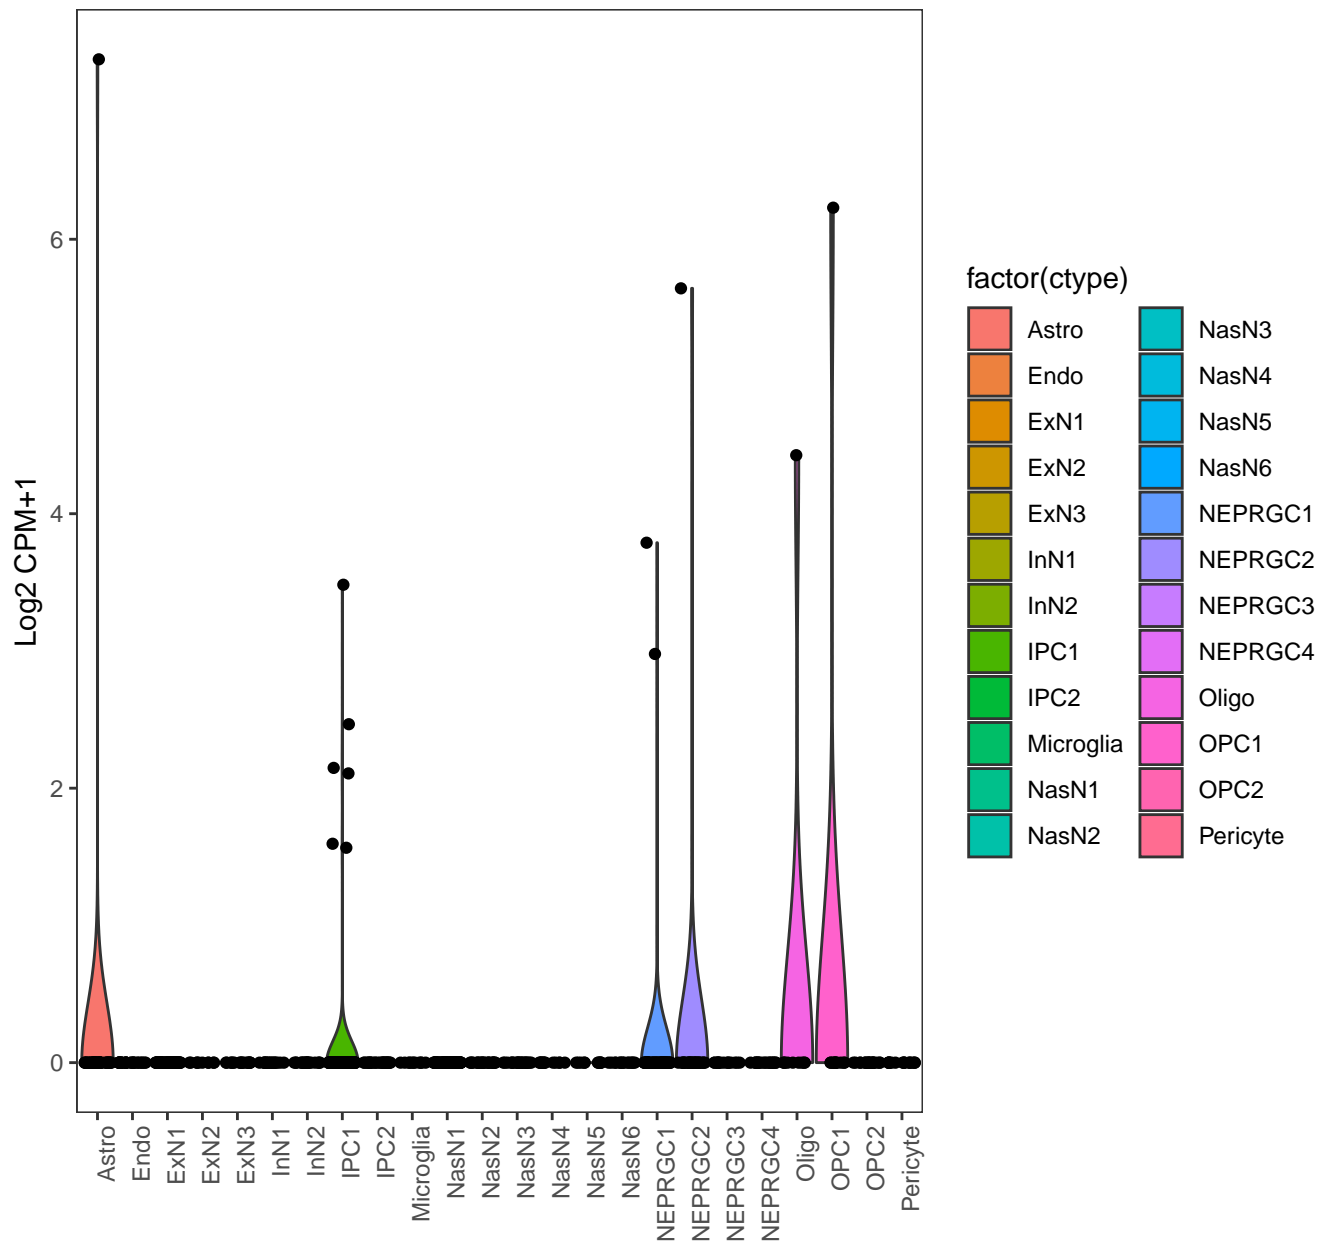 Log2 CPM+1
6
4
2
0
Astro
Endo
ExN1
ExN2
ExN3
InN1
InN2
IPC1
IPC2
Microglia
NasN1
NasN2
NasN3
NasN4
NasN5
NasN6
NEPRGC1
NEPRGC2
NEPRGC3
NEPRGC4
Oligo
OPC1
OPC2
Pericyte
factor(ctype)
Astro
Endo
ExN1
ExN2
ExN3
InN1
InN2
IPC1
IPC2
Microglia
NasN1
NasN2
NasN3
NasN4
NasN5
NasN6
NEPRGC1
NEPRGC2
NEPRGC3
NEPRGC4
Oligo
OPC1
OPC2
Pericyte